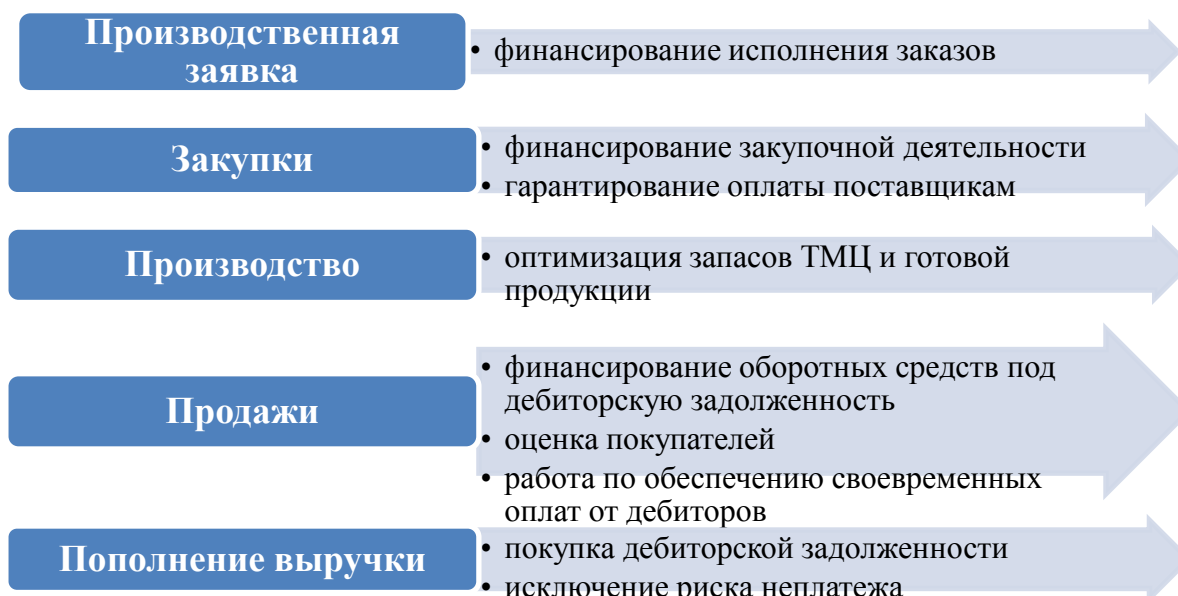 Производственная
заявка
• финансирование исполнения заказов
Закупки
• финансирование закупочной деятельности
• гарантирование оплаты поставщикам
Производство
• оптимизация запасов ТМЦ и готовой
продукции
Продажи
• финансирование оборотных средств под
дебиторскую задолженность
• оценка покупателей
• работа по обеспечению своевременных
оплат от дебиторов
Пополнение выручки
• покупка дебиторской задолженности
• исключение риска неплатежа